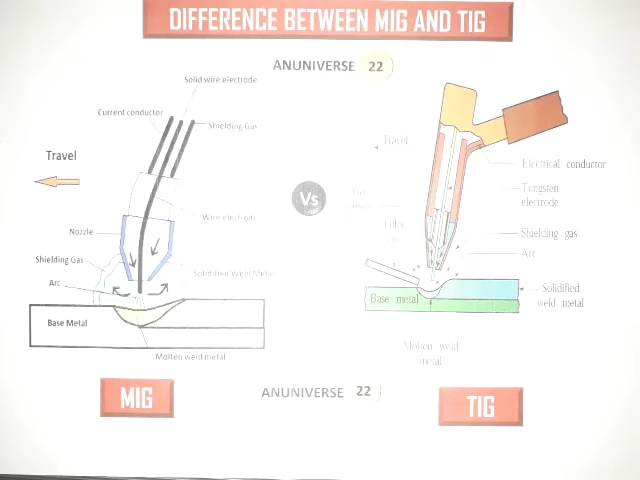 DIFFERENCE BETWEEN MIG AND TIG
ANUNIVERSE 22
Solid wire electrode
Current conductor
Shielding Gas
Travel
Wire electrode
Nozzle
Shielding Gas
Solidified Weld Metal
Arc
Base Metal
Molten weld metal
MIG
Vs
Travel
Electrical conductor
Tungsten
electrode
Shielding gas
Arc
Solidified
weld metal
Base metal
Molten weld
metal
TIG
ANUNIVERSE 22